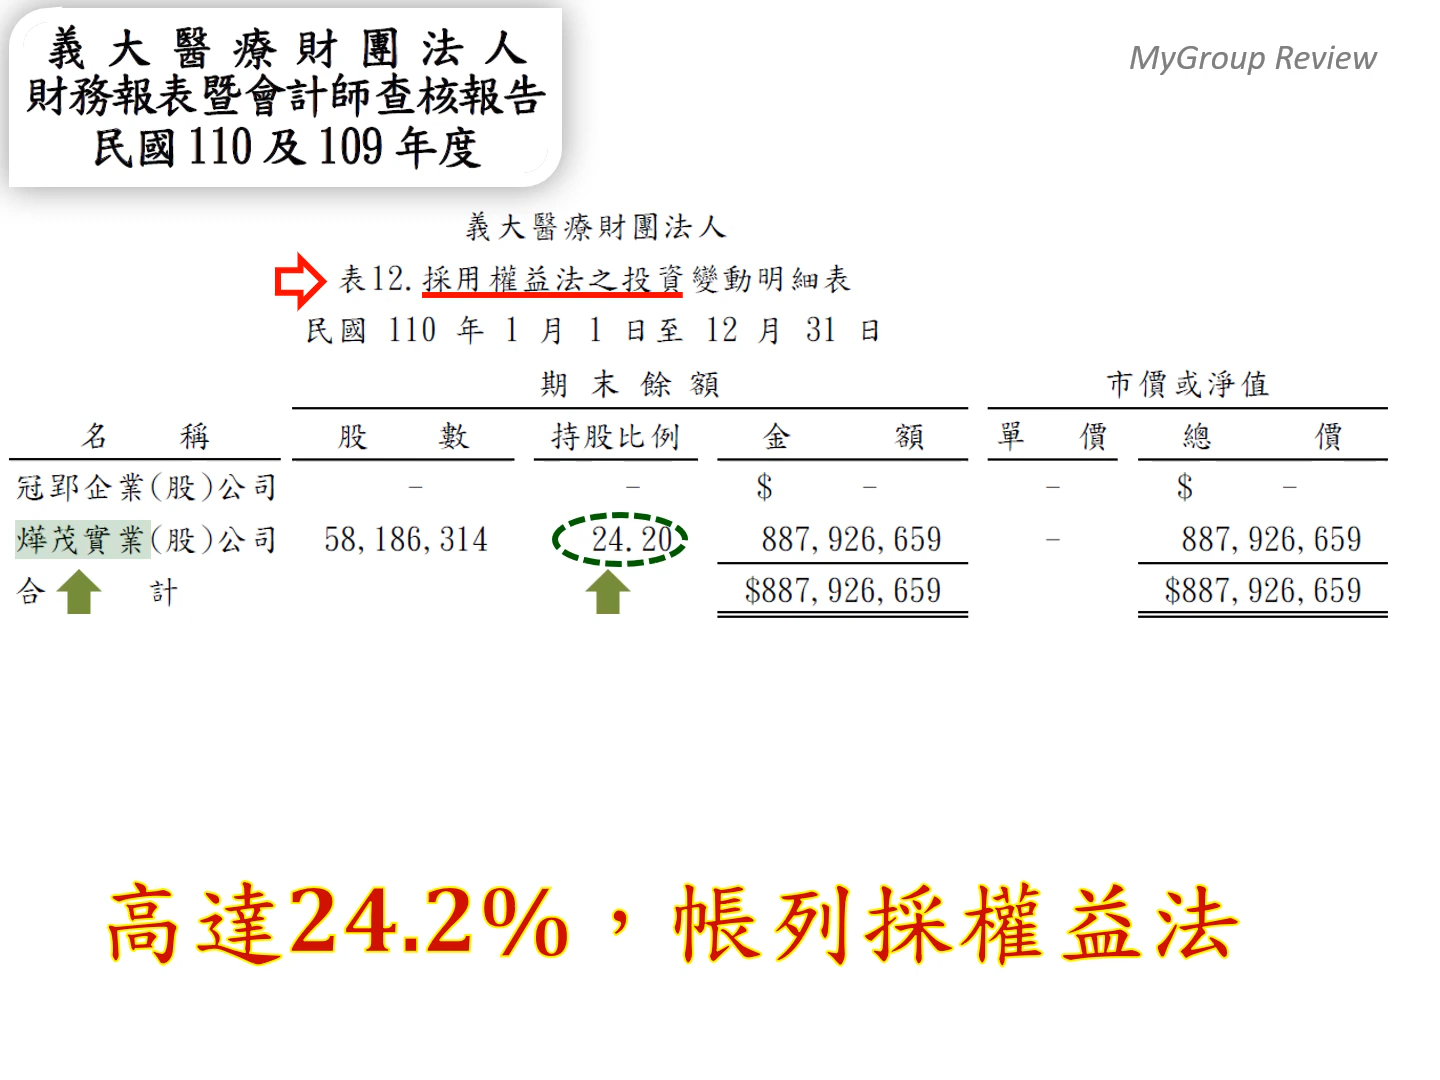 義大醫療財團法人
財務報表暨會計師查核報告
民國110及109年度
MyGroup Review
義大醫療財團法人
表12.採用權益法之投資變動明細表
民國 110 年 1 月 1 日至 12 月 31 日
期末餘額 市價或淨值
名稱 股數 持股比例 金額 單價 總價
冠郢企業(股)公司 – – $ – – $ –
燁茂實業(股)公司 58,186,314 24.20 887,926,659 – 887,926,659
合計 $887,926,659 $887,926,659
高達24.2%，帳列採權益法